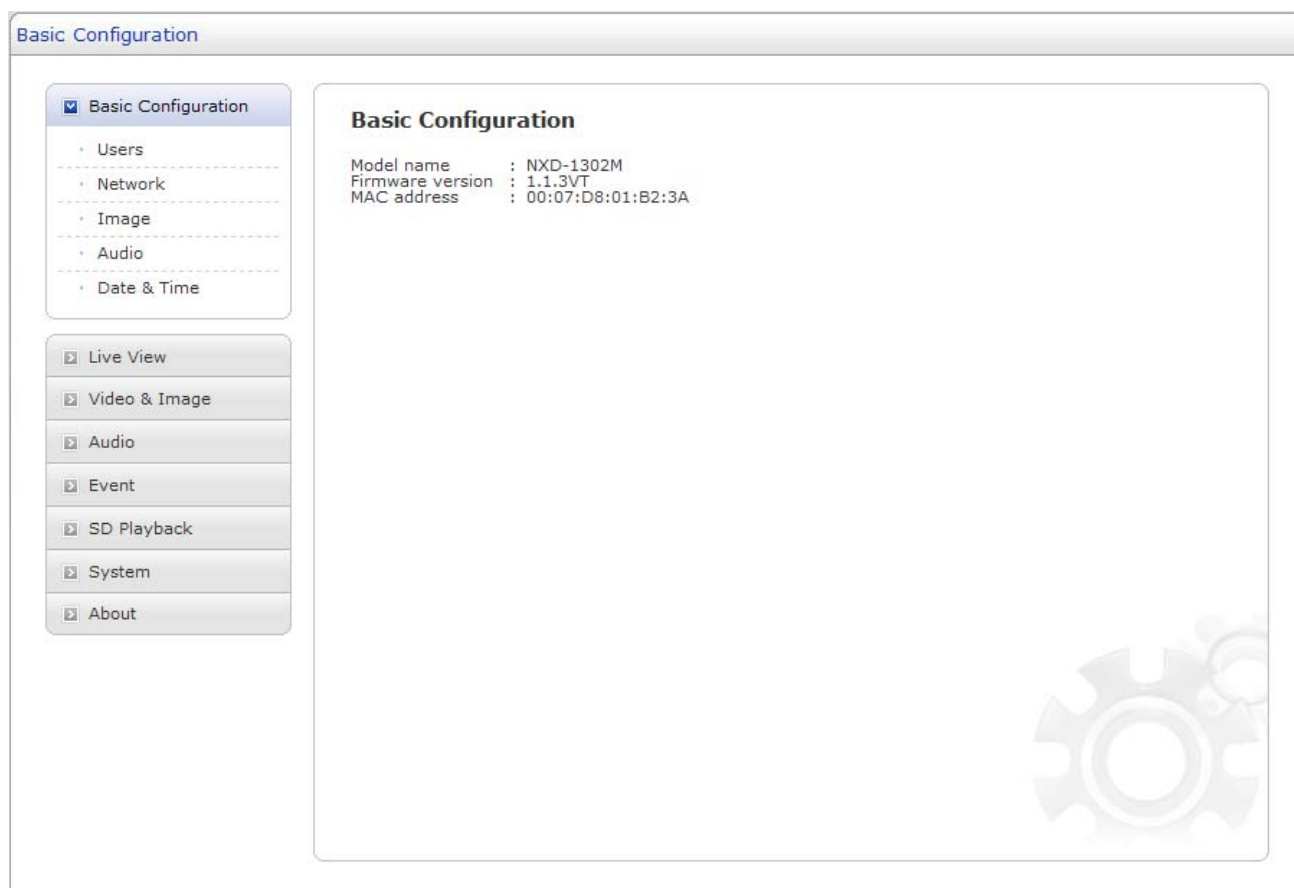 Basic Configuration
Basic Configuration
Users
Network
Image
Audio
Date & Time
Live View
Video & Image
Audio
Event
SD Playback
System
About
Basic Configuration
Model name : NXD-1302M
Firmware version : 1.1.3VT
MAC address : 00:07:D8:01:B2:3A